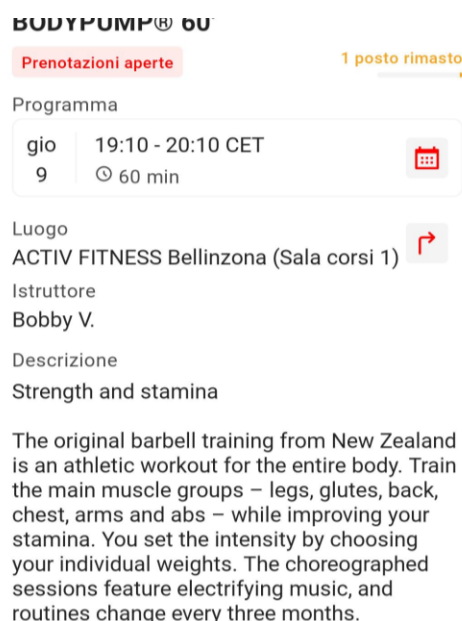 BODYPUMP® 60'
Prenotazioni aperte
1 posto rimasto
Programma
gio
9
19:10 - 20:10 CET
60 min
Luogo
ACTIV FITNESS Bellinzona (Sala corsi 1)
Istruttore
Bobby V.
Descrizione
Strength and stamina
The original barbell training from New Zealand
is an athletic workout for the entire body. Train
the main muscle groups – legs, glutes, back,
chest, arms and abs – while improving your
stamina. You set the intensity by choosing
your individual weights. The choreographed
sessions feature electrifying music, and
routines change every three months.